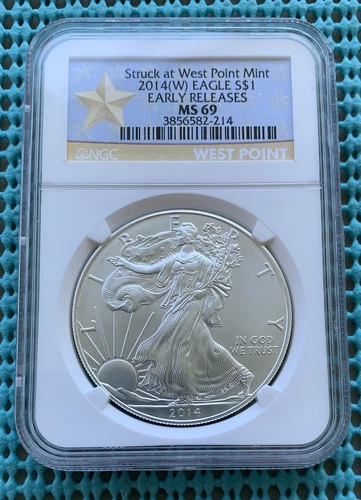 Struck at West Point Mint
2014(W) EAGLE S$1
EARLY RELEASES
MS 69
3856582-214
NGC WEST POINT
LIBERTY
IN GOD
WE TRUST
2014